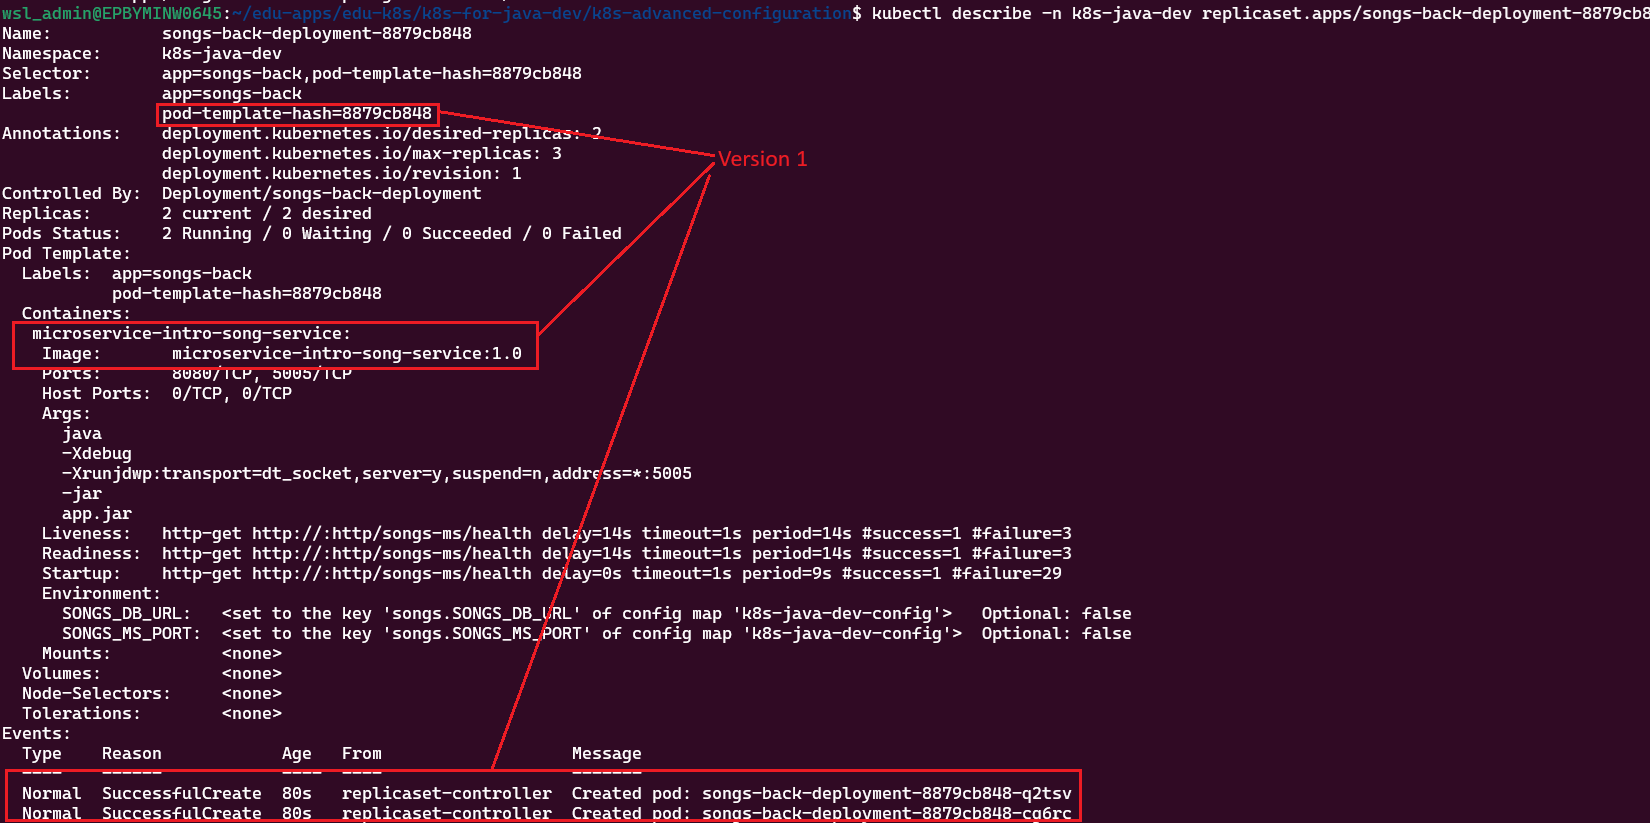 wsl_admin@EPBYMINW0645:~/edu-apps/edu-k8s/k8s-for-java-dev/k8s-advanced-configuration$ kubectl describe -n k8s-java-dev replicaset.apps/songs-back-deployment-8879cb8
Name: songs-back-deployment-8879cb848
Namespace: k8s-java-dev
Selector: app=songs-back,pod-template-hash=8879cb848
Labels: app=songs-back
pod-template-hash=8879cb848
Annotations: deployment.kubernetes.io/desired-replicas: 2
deployment.kubernetes.io/max-replicas: 3
Version 1
deployment.kubernetes.io/revision: 1
Controlled By: Deployment/songs-back-deployment
Replicas: 2 current / 2 desired
Pods Status: 2 Running / 0 Waiting / 0 Succeeded / 0 Failed
Pod Template:
Labels: app=songs-back
pod-template-hash=8879cb848
Containers:
microservice-intro-song-service:
Image: microservice-intro-song-service:1.0
Ports: 8080/TCP, 5005/TCP
Host Ports: 0/TCP, 0/TCP
Args:
java
-Xdebug
-Xrunjdwp:transport=dt_socket,server=y,suspend=n,address=*:5005
-jar
app.jar
Liveness: http-get http://:http/songs-ms/health delay=14s timeout=1s period=14s #success=1 #failure=3
Readiness: http-get http://:http/songs-ms/health delay=14s timeout=1s period=14s #success=1 #failure=3
Startup: http-get http://:http/songs-ms/health delay=0s timeout=1s period=9s #success=1 #failure=29
Environment:
SONGS_DB_URL: <set to the key 'songs.SONGS_DB_URL' of config map 'k8s-java-dev-config'> Optional: false
SONGS_MS_PORT: <set to the key 'songs.SONGS_MS_PORT' of config map 'k8s-java-dev-config'> Optional: false
Mounts: <none>
Volumes: <none>
Node-Selectors: <none>
Tolerations: <none>
Events:
Type Reason Age From Message
---- ------ ---- ---- -------
Normal SuccessfulCreate 80s replicaset-controller Created pod: songs-back-deployment-8879cb848-q2tsv
Normal SuccessfulCreate 80s replicaset-controller Created pod: songs-back-deployment-8879cb848-cg6rc